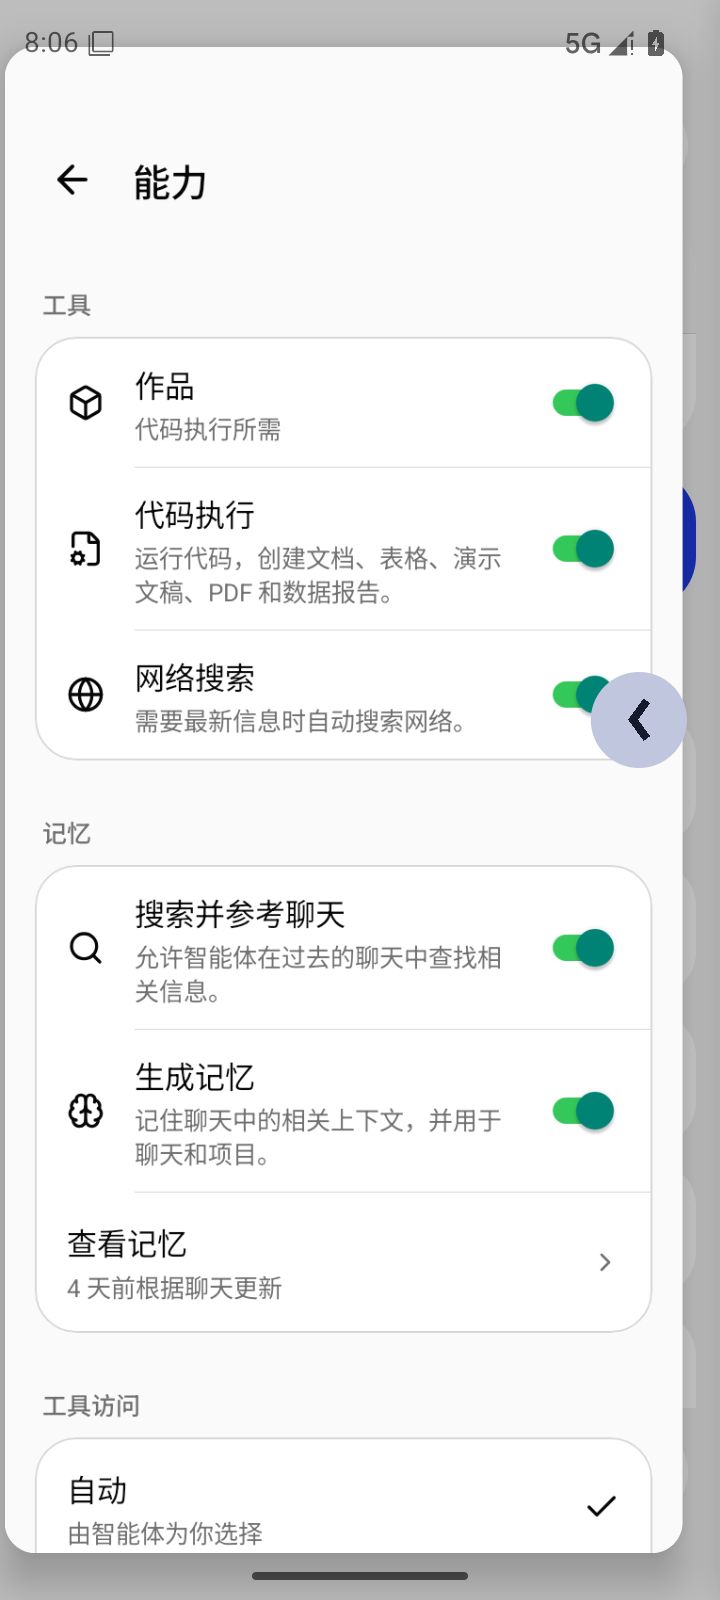 8:06
5G
能力
工具
作品
代码执行所需
代码执行
运行代码，创建文档、表格、演示
文稿、PDF 和数据报告。
网络搜索
需要最新信息时自动搜索网络。
记忆
搜索并参考聊天
允许智能体在过去的聊天中查找相
关信息。
生成记忆
记住聊天中的相关上下文，并用于
聊天和项目。
查看记忆
4 天前根据聊天更新
工具访问
自动
由智能体为你选择